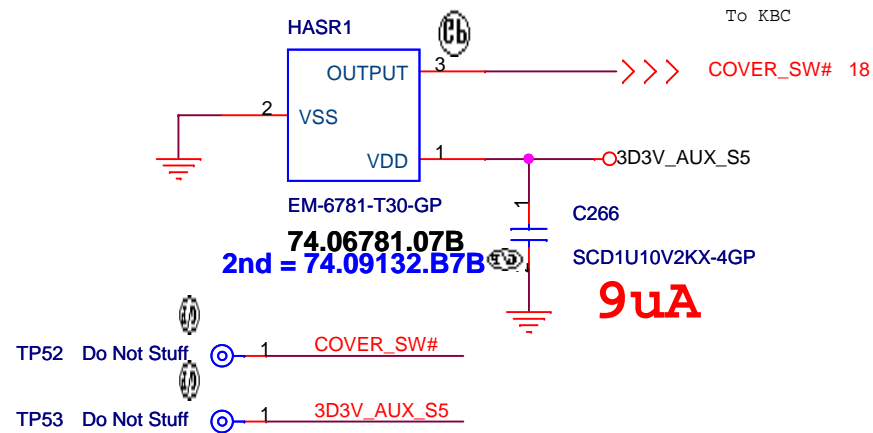 To KBC
HASR1
OUTPUT 3
COVER_SW# 18
2 VSS
VDD 1
3D3V_AUX_S5
EM-6781-T30-GP
74.06781.07B
2nd = 74.09132.B7B
1
C266
2
SCD1U10V2KX-4GP
9uA
TP52 Do Not Stuff 1 COVER_SW#
TP53 Do Not Stuff 1 3D3V_AUX_S5